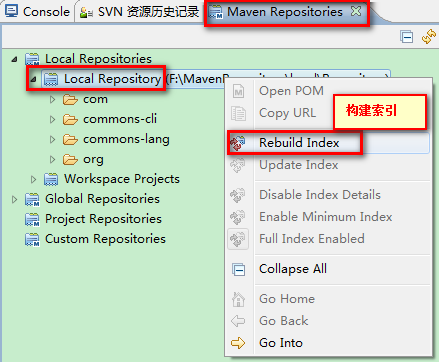 Console SVN 资源历史记录 Maven Repositories
Local Repositories
Local Repository (F:\Maven
com
commons-cli
commons-lang
org
Workspace Projects
Global Repositories
Project Repositories
Custom Repositories
Open POM
Copy URL
构建索引
Rebuild Index
Update Index
Disable Index Details
Enable Minimum Index
Full Index Enabled
Collapse All
Go Home
Go Back
Go Into